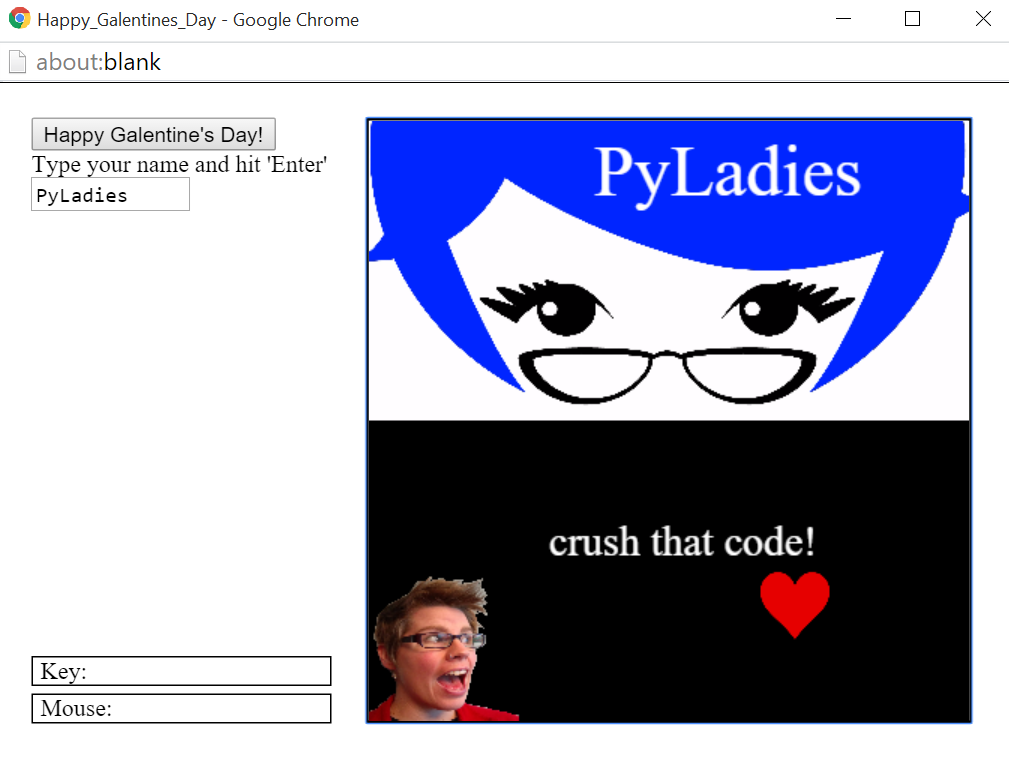 Happy_Galentines_Day - Google Chrome
about:blank
Happy Galentine's Day!
Type your name and hit 'Enter'
PyLadies
PyLadies
crush that code!
Key:
Mouse: